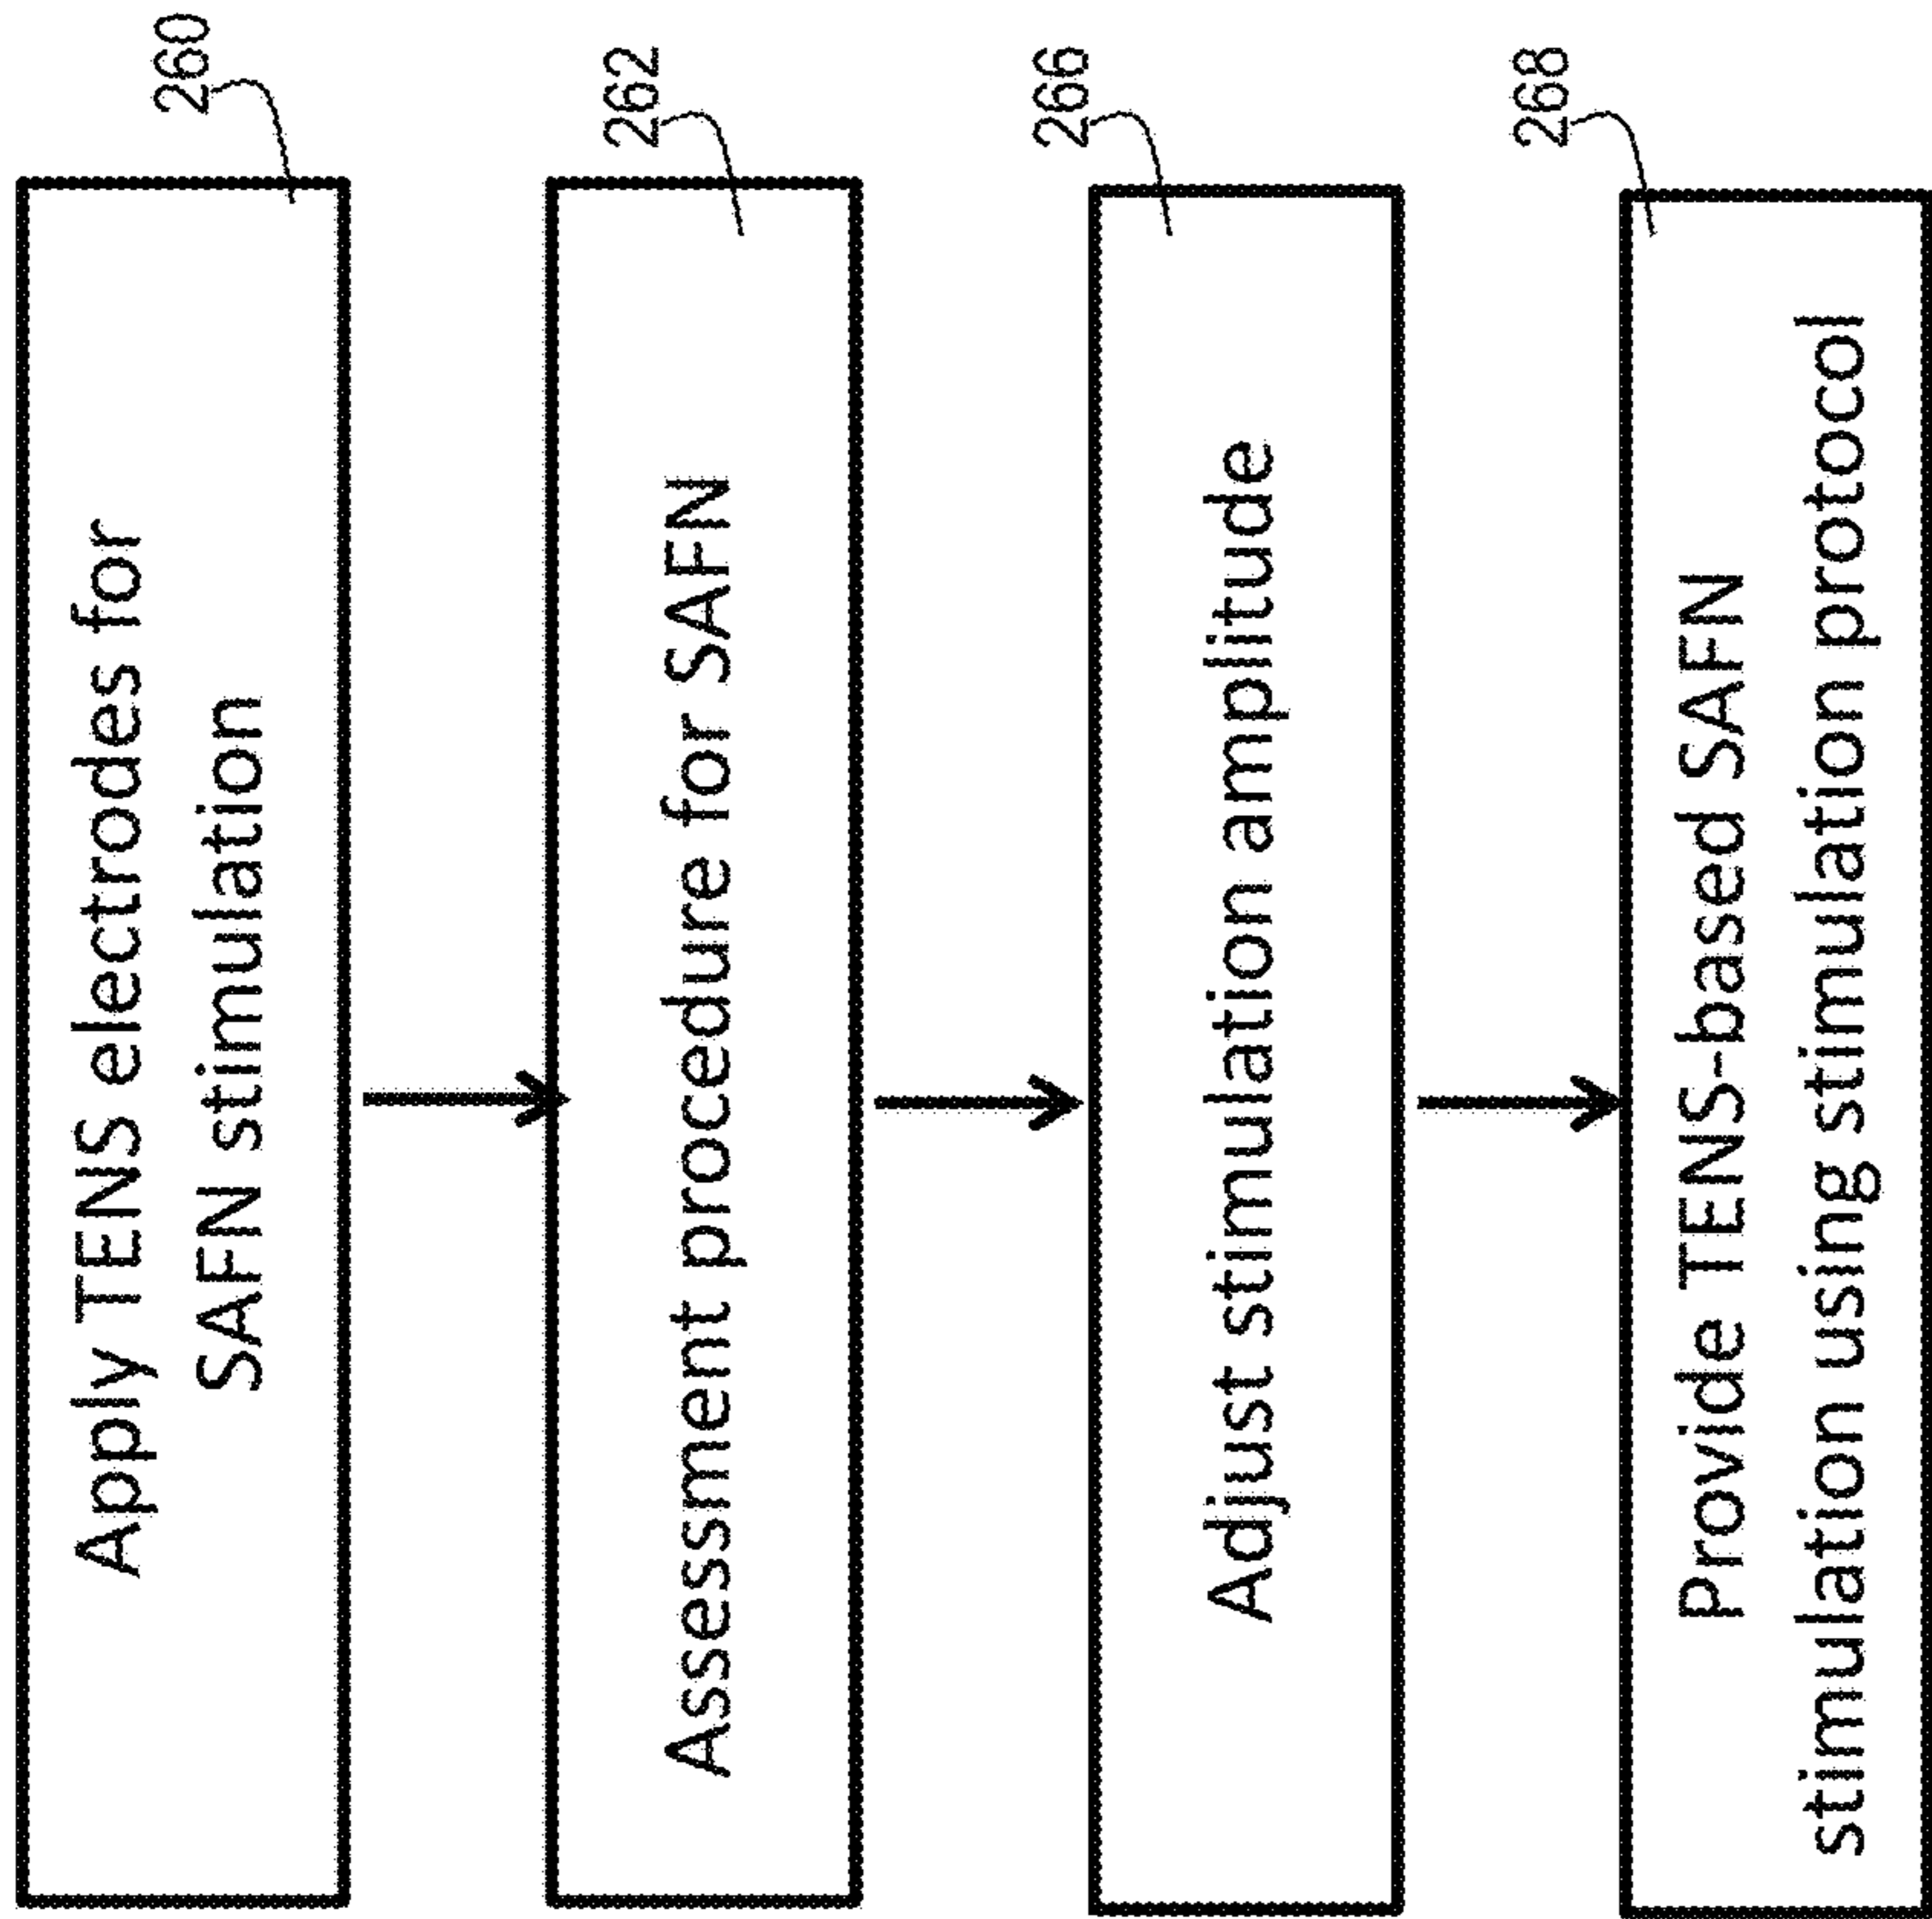 260
Apply TENS electrodes for
SAFN stimulation
262
Assessment procedure for SAFN
266
Adjust stimulation amplitude
268
Provide TENS-based SAFN
stimulation using stimulation protocol